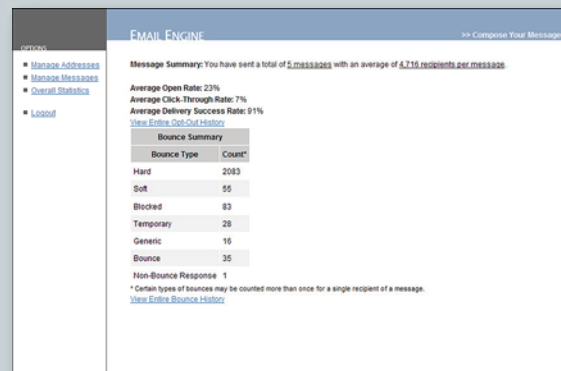 EMAIL ENGINE
>> Compose Your Message
OPTIONS
Manage Addresses
Manage Messages
Overall Statistics
Logout
Message Summary: You have sent a total of 5 messages with an average of 4,716 recipients per message.
Average Open Rate: 23%
Average Click-Through Rate: 7%
Average Delivery Success Rate: 91%
View Entire Opt-Out History
Bounce Summary
Bounce Type Count*
Hard 2083
Soft 55
Blocked 83
Temporary 28
Generic 16
Bounce 35
Non-Bounce Response 1
* Certain types of bounces may be counted more than once for a single recipient of a message.
View Entire Bounce History